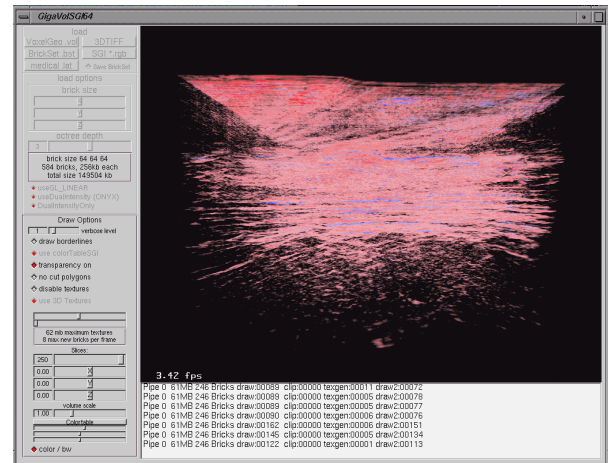 GigaVolSGI64
load
VoxelGeo .vol 3DTIFF
BrickSet .bst SGI *.rgb
medical .lat Save BrickSet
load options
brick size
octree depth
3
brick size 64 64 64
584 bricks, 256kb each
total size 149504 kb
useGL_LINEAR
useDualIntensity (ONYX)
DualIntensityOnly
Draw Options
1 verbose level
draw borderlines
use colorTableSGI
transparency on
no cut polygons
disable textures
use 3D Textures
62 mb maximum textures
8 max new bricks per frame
Slices:
250
0.00 X
0.00 Y
0.00 Z
volume scale
1.00
Colortable
color / bw
3.42 fps
Pipe 0 61MB 246 Bricks draw:00089 clip:00000 texgen:00011 draw2:00072
Pipe 0 61MB 246 Bricks draw:00089 clip:00000 texgen:00005 draw2:00078
Pipe 0 61MB 246 Bricks draw:00089 clip:00000 texgen:00005 draw2:00077
Pipe 0 61MB 246 Bricks draw:00090 clip:00000 texgen:00006 draw2:00076
Pipe 0 61MB 246 Bricks draw:00162 clip:00000 texgen:00006 draw2:00151
Pipe 0 61MB 246 Bricks draw:00145 clip:00000 texgen:00005 draw2:00134
Pipe 0 61MB 246 Bricks draw:00122 clip:00000 texgen:00001 draw2:00113